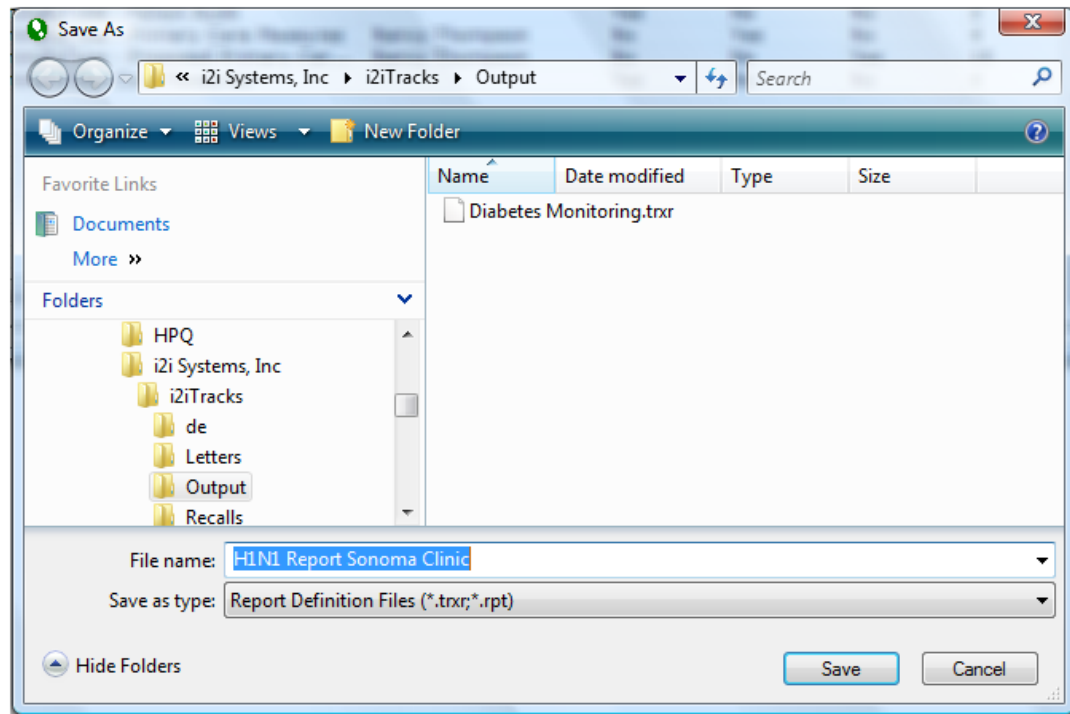 Save As
« i2i Systems, Inc ▸ i2iTracks ▸ Output Search
Organize Views New Folder
Favorite Links
Documents
More »
Folders
HPQ
i2i Systems, Inc
i2iTracks
de
Letters
Output
Recalls
Name Date modified Type Size
Diabetes Monitoring.trxr
File name: H1N1 Report Sonoma Clinic
Save as type: Report Definition Files (*.trxr;*.rpt)
Hide Folders Save Cancel